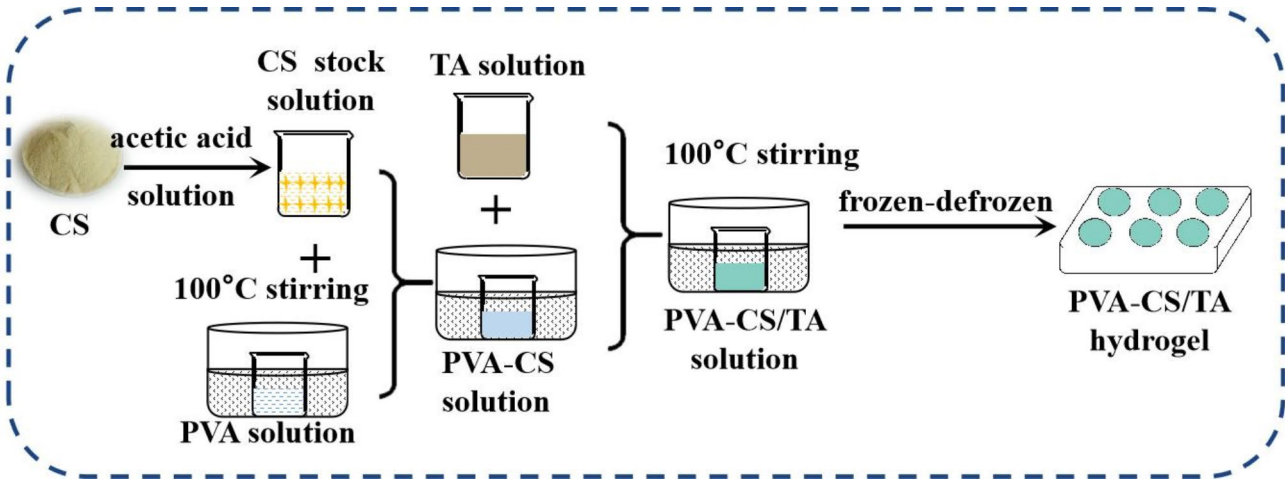 CS stock
solution
TA solution
acetic acid
solution
CS
+
+
100°C stirring
PVA solution
PVA-CS
solution
100°C stirring
PVA-CS/TA
solution
frozen-defrozen
PVA-CS/TA
hydrogel